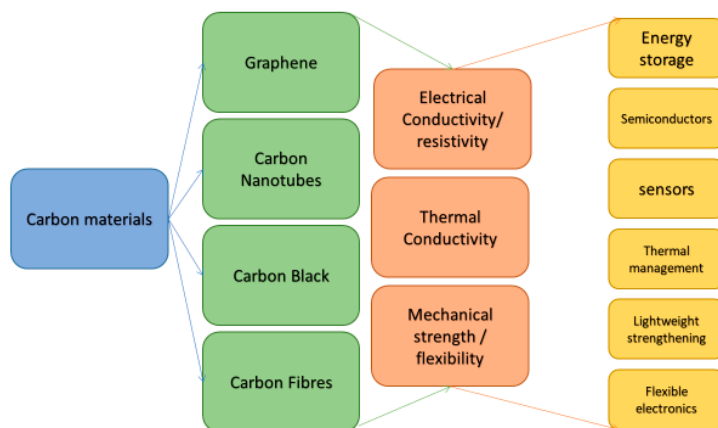 Carbon materials
Graphene
Carbon
Nanotubes
Carbon Black
Carbon Fibres
Electrical
Conductivity/
resistivity
Thermal
Conductivity
Mechanical
strength /
flexibility
Energy
storage
Semiconductors
sensors
Thermal
management
Lightweight
strengthening
Flexible
electronics